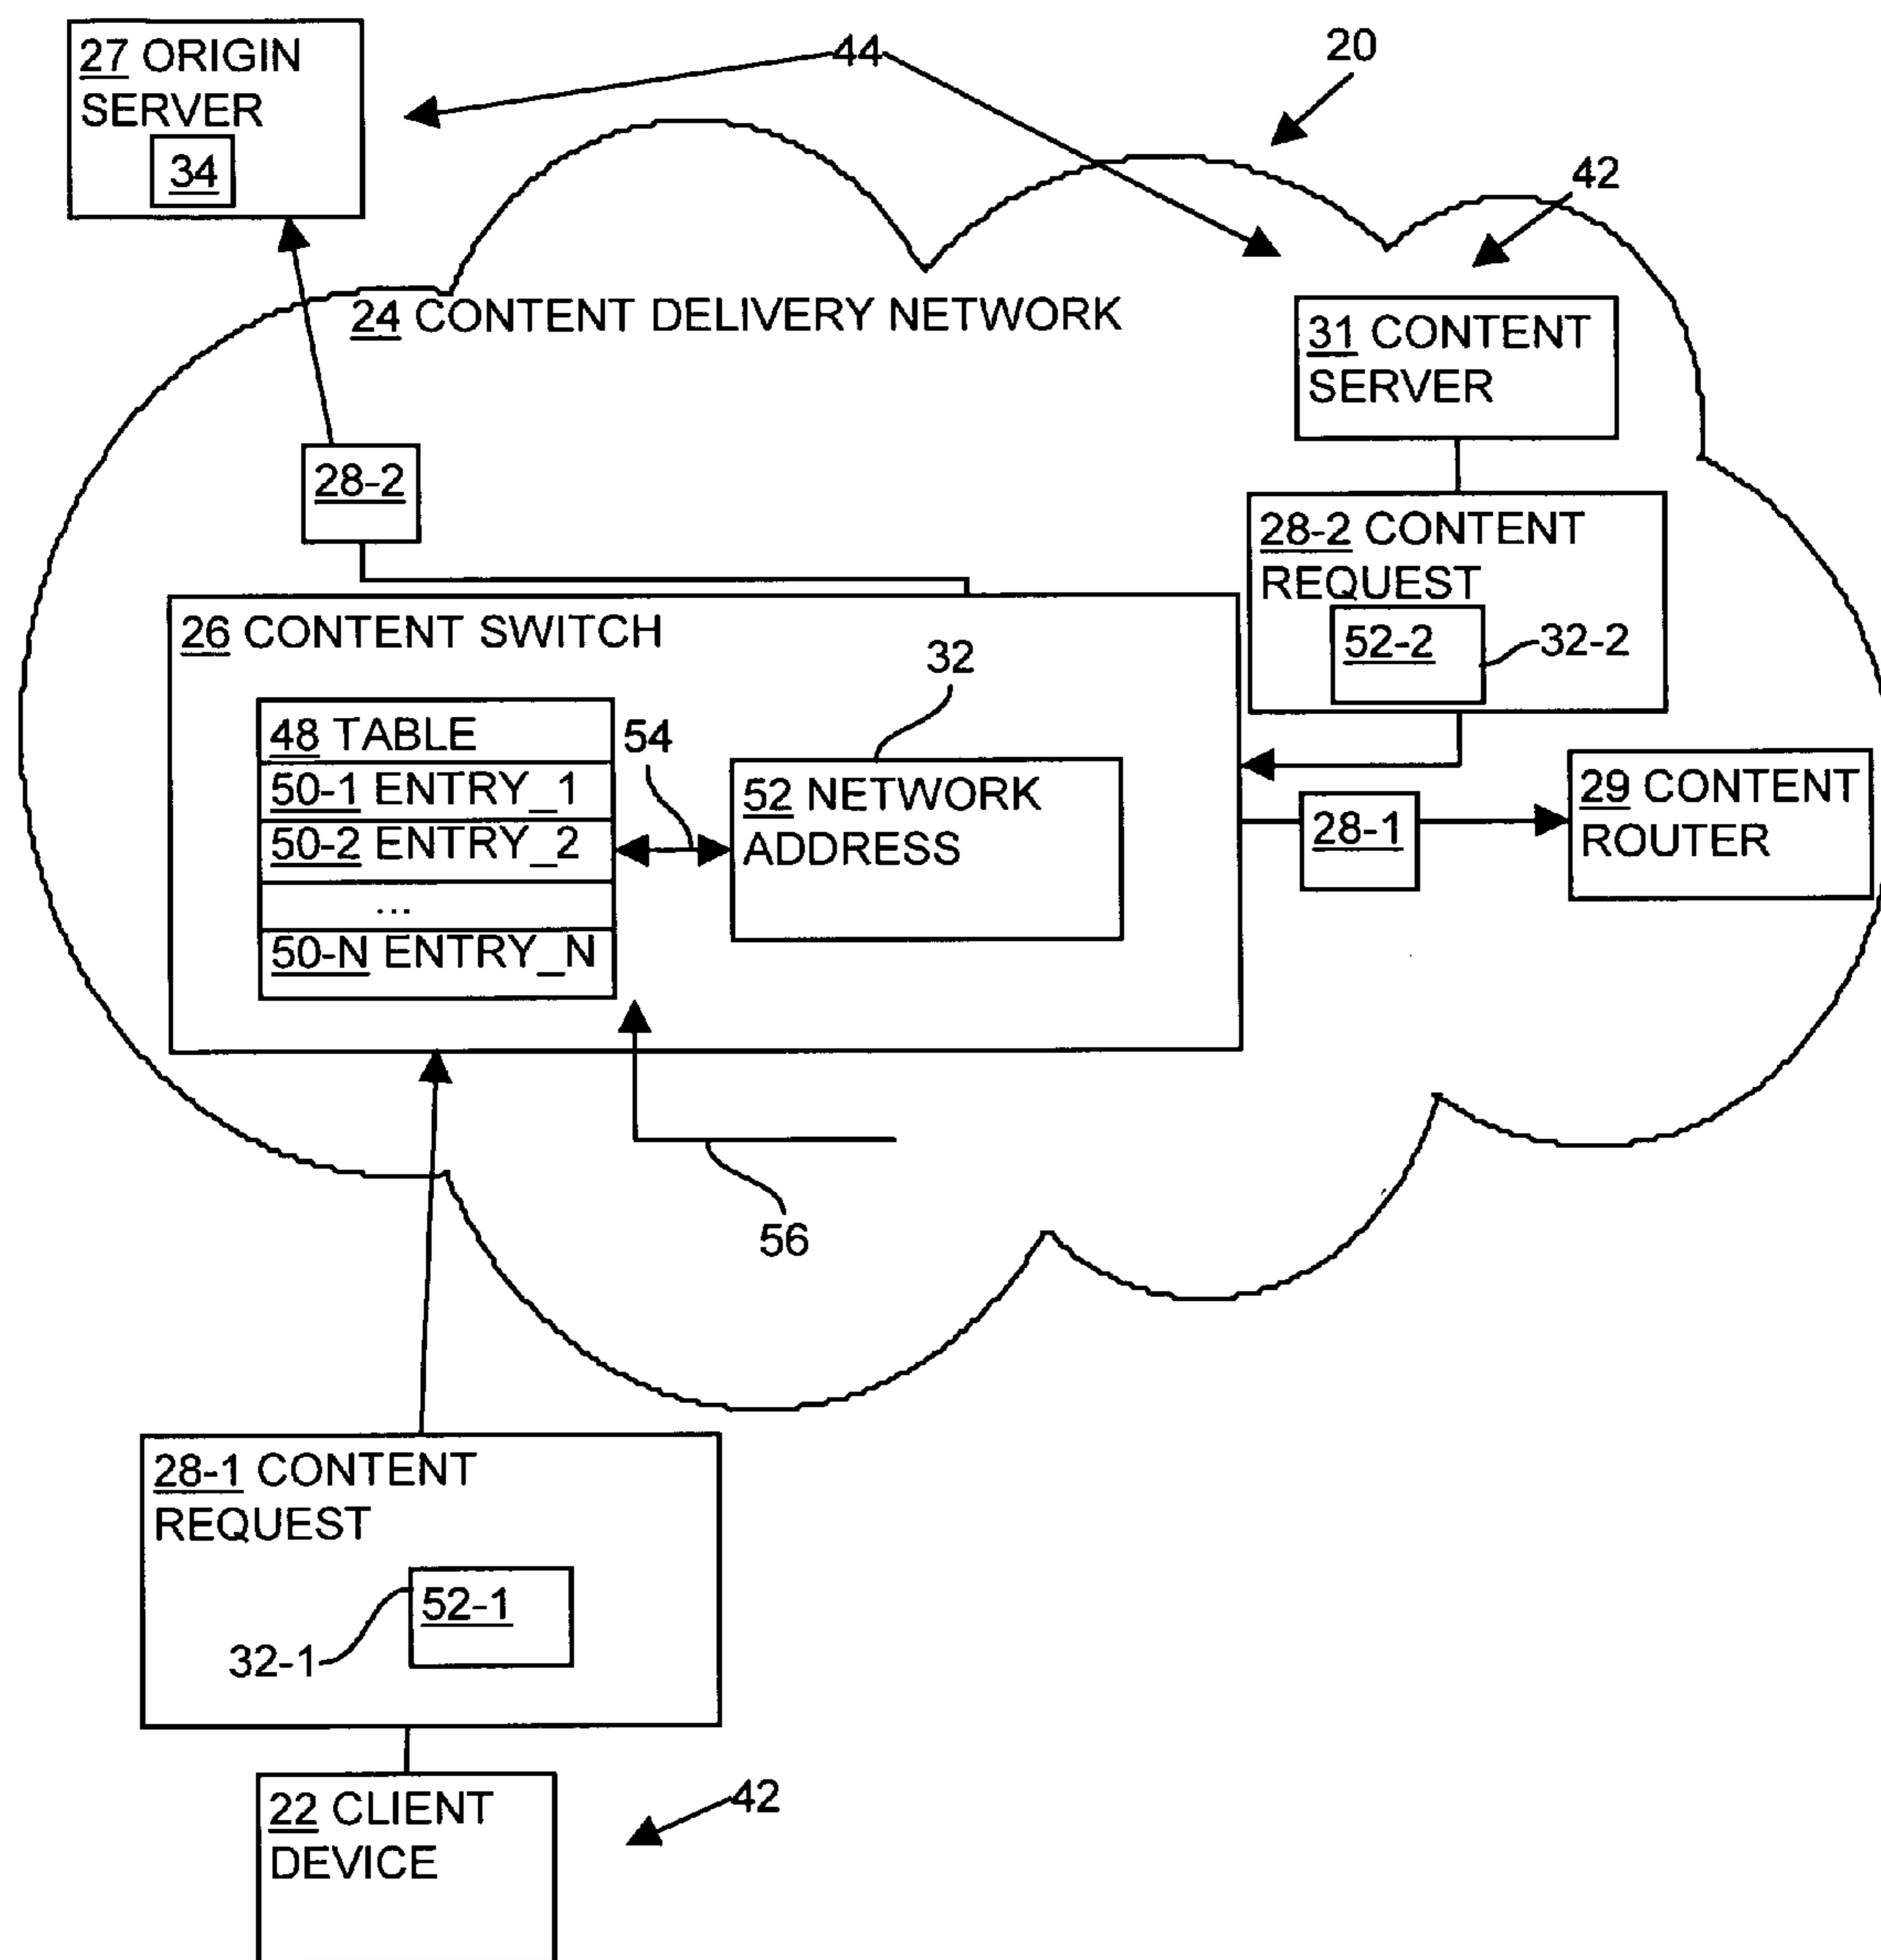 27 ORIGIN
SERVER
34
44
20
42
24 CONTENT DELIVERY NETWORK
31 CONTENT
SERVER
28-2
28-2 CONTENT
REQUEST
52-2
32-2
26 CONTENT SWITCH
32
48 TABLE
50-1 ENTRY_1
50-2 ENTRY_2
...
50-N ENTRY_N
54
52 NETWORK
ADDRESS
28-1
29 CONTENT
ROUTER
56
28-1 CONTENT
REQUEST
52-1
32-1
22 CLIENT
DEVICE
42